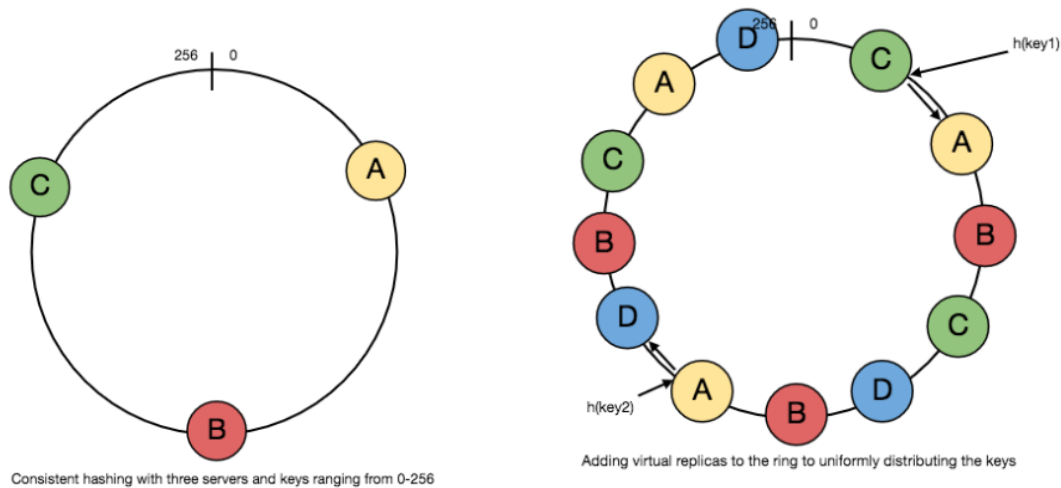 256 0
A
B
C
Consistent hashing with three servers and keys ranging from 0-256
256 0
C
h(key1)
A
B
C
D
B
A
h(key2)
D
B
C
A
D
Adding virtual replicas to the ring to uniformly distributing the keys